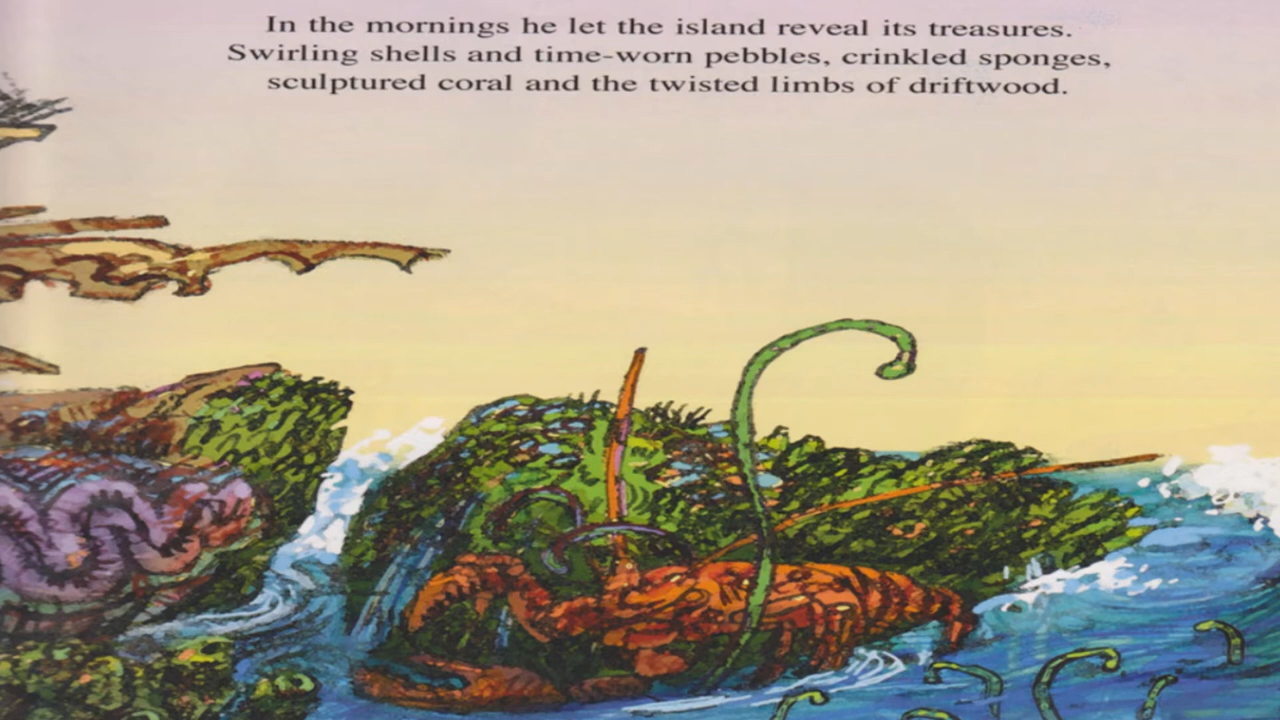 In the mornings he let the island reveal its treasures.
Swirling shells and time-worn pebbles, crinkled sponges,
sculptured coral and the twisted limbs of driftwood.